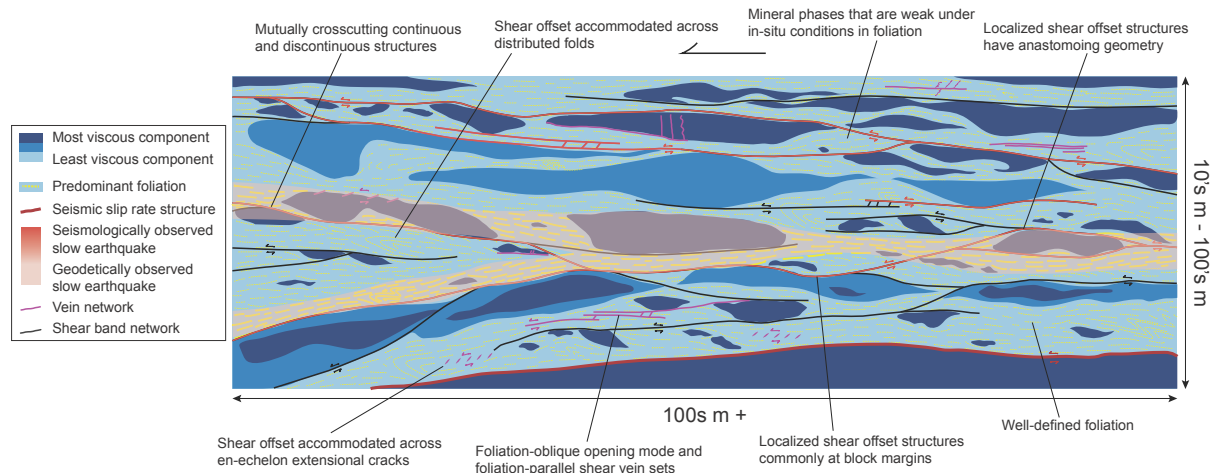 Mutually crosscutting continuous
and discontinuous structures
Shear offset accommodated across
distributed folds
Mineral phases that are weak under
in-situ conditions in foliation
Localized shear offset structures
have anastomoing geometry
Most viscous component
Least viscous component
Predominant foliation
Seismic slip rate structure
Seismologically observed
slow earthquake
Geodetically observed
slow earthquake
Vein network
Shear band network
10's m - 100's m
100s m +
Shear offset accommodated across
en-echelon extensional cracks
Foliation-oblique opening mode and
foliation-parallel shear vein sets
Localized shear offset structures
commonly at block margins
Well-defined foliation